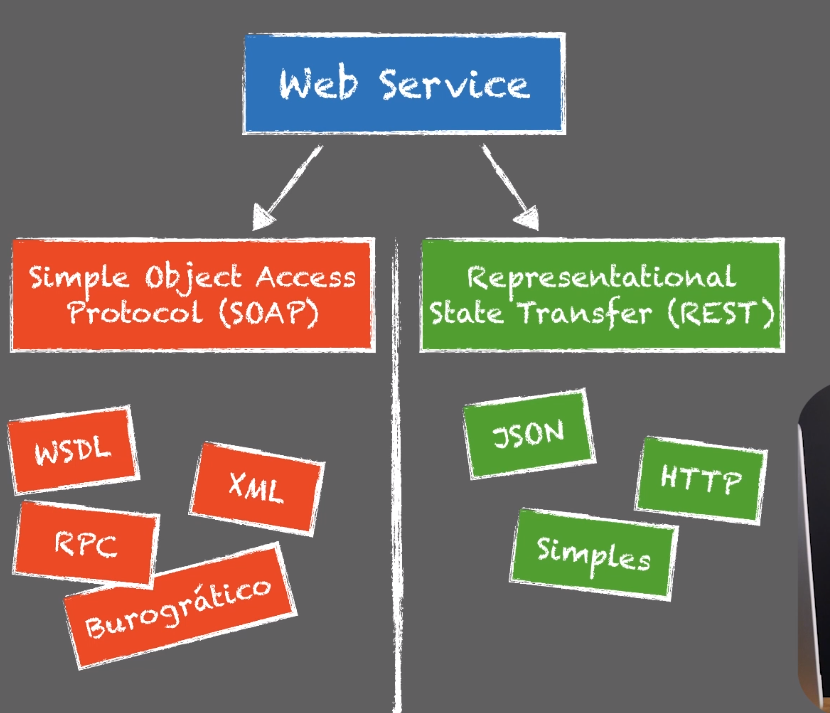 Web Service
Simple Object Access
Protocol (SOAP)
Representational
State Transfer (REST)
WSDL
XML
RPC
Burogrático
JSON
HTTP
Simples